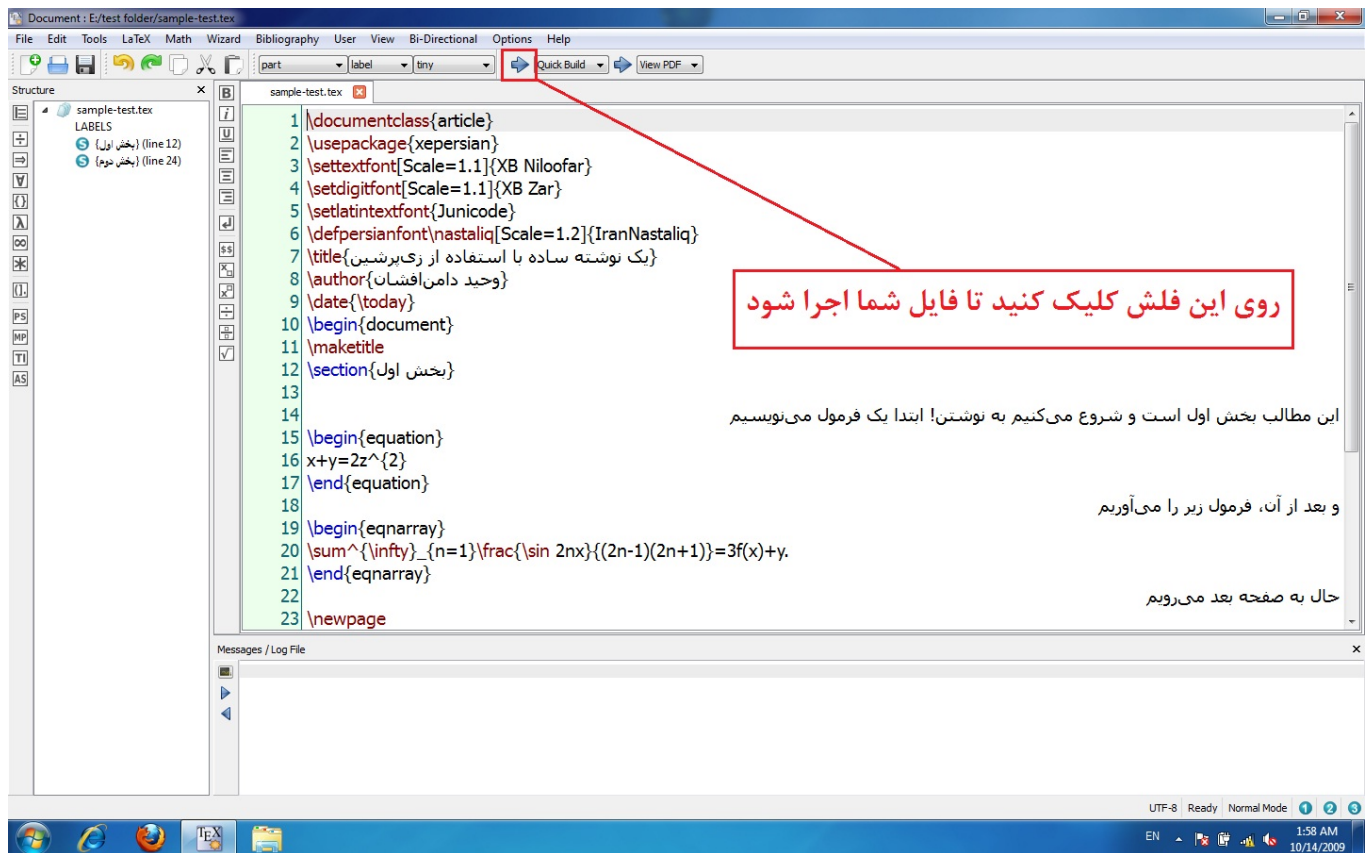 Document : E:/test folder/sample-test.tex
File Edit Tools LaTeX Math Wizard Bibliography User View Bi-Directional Options Help
part label tiny Quick Build View PDF
Structure
sample-test.tex
LABELS
{بخش اول} (line 12)
{بخش دوم} (line 24)
sample-test.tex
1 \documentclass{article}
2 \usepackage{xepersian}
3 \settextfont[Scale=1.1]{XB Niloofar}
4 \setdigitfont[Scale=1.1]{XB Zar}
5 \setlatintextfont{Junicode}
6 \defpersianfont\nastaliq[Scale=1.2]{IranNastaliq}
7 \title{یک نوشته ساده با استفاده از زی‌پرشین}
8 \author{وحید دامن‌افشان}
9 \date{\today}
10 \begin{document}
11 \maketitle
12 \section{بخش اول}
13
14 این مطالب بخش اول است و شروع می‌کنیم به نوشتن! ابتدا یک فرمول می‌نویسیم
15 \begin{equation}
16 x+y=2z^{2}
17 \end{equation}
18 و بعد از آن، فرمول زیر را می‌آوریم
19 \begin{eqnarray}
20 \sum^{\infty}_{n=1}\frac{\sin 2nx}{(2n-1)(2n+1)}=3f(x)+y.
21 \end{eqnarray}
22 حال به صفحه بعد می‌رویم
23 \newpage
روی این فلش کلیک کنید تا فایل شما اجرا شود
Messages / Log File
UTF-8 Ready Normal Mode 1 2 3
EN 1:58 AM
10/14/2009